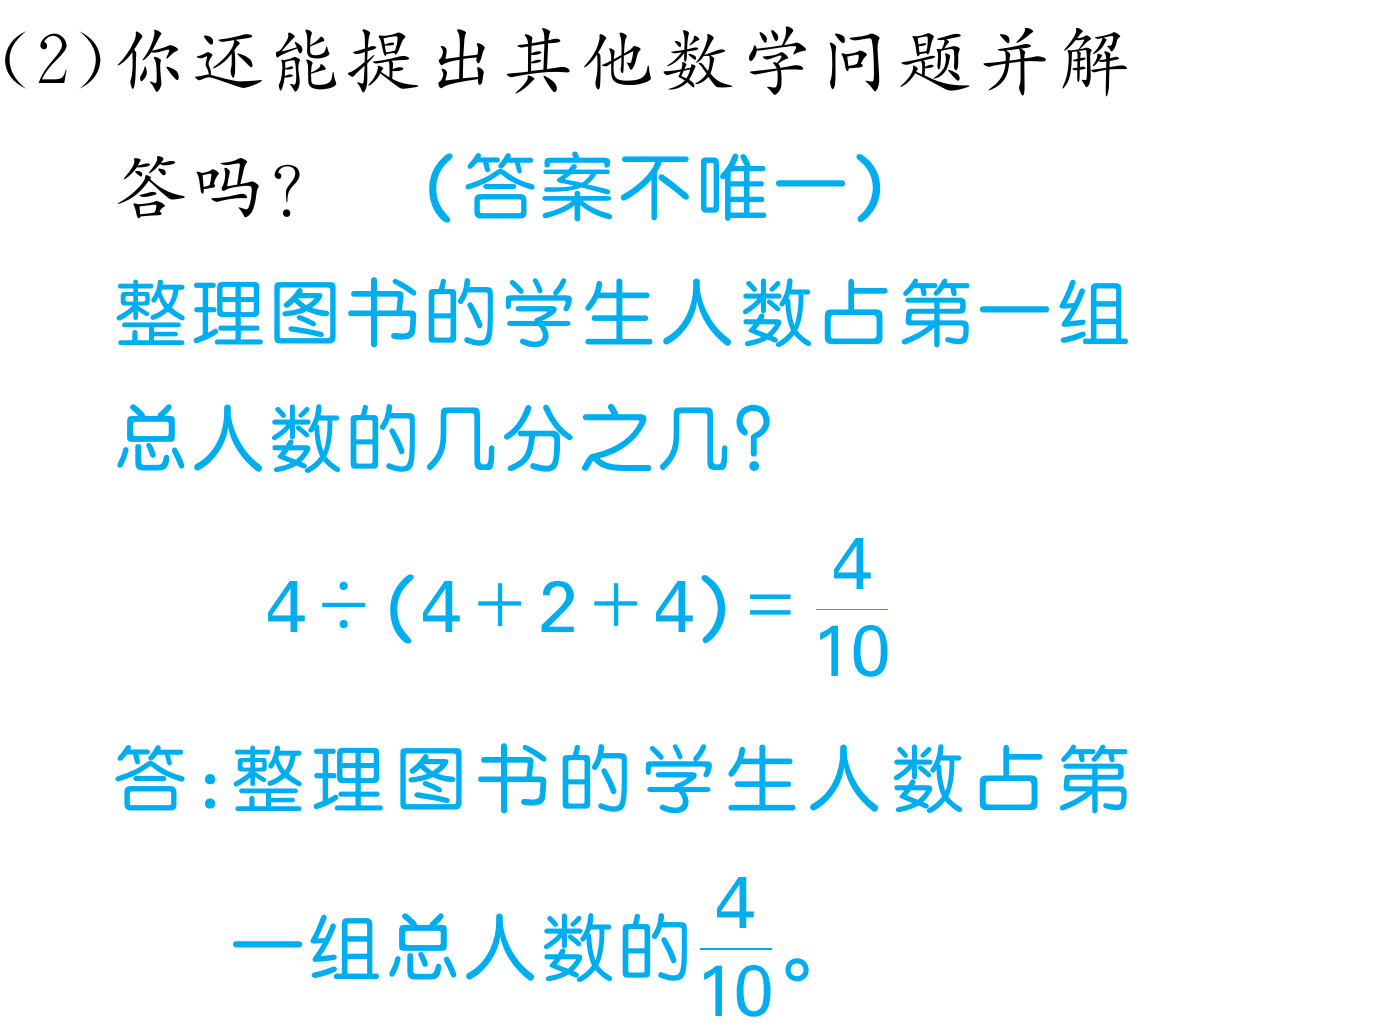 (2)你还能提出其他数学问题并解
答吗? (答案不唯一)
整理图书的学生人数占第一组
总人数的几分之几?
4÷(4+2+4)=4/10
答:整理图书的学生人数占第
一组总人数的4/10。